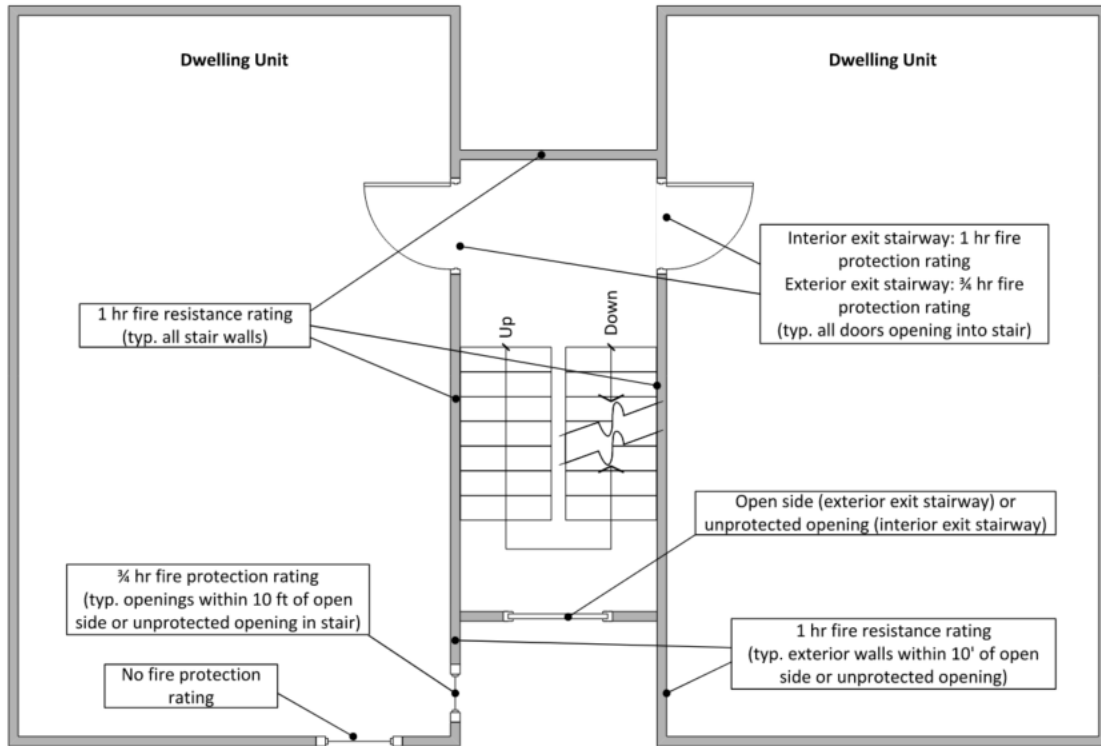 Dwelling Unit
Dwelling Unit
Interior exit stairway: 1 hr fire
protection rating
Exterior exit stairway: ¾ hr fire
protection rating
(typ. all doors opening into stair)
1 hr fire resistance rating
(typ. all stair walls)
Up
Down
Open side (exterior exit stairway) or
unprotected opening (interior exit stairway)
¾ hr fire protection rating
(typ. openings within 10 ft of open
side or unprotected opening in stair)
1 hr fire resistance rating
(typ. exterior walls within 10' of open
side or unprotected opening)
No fire protection
rating